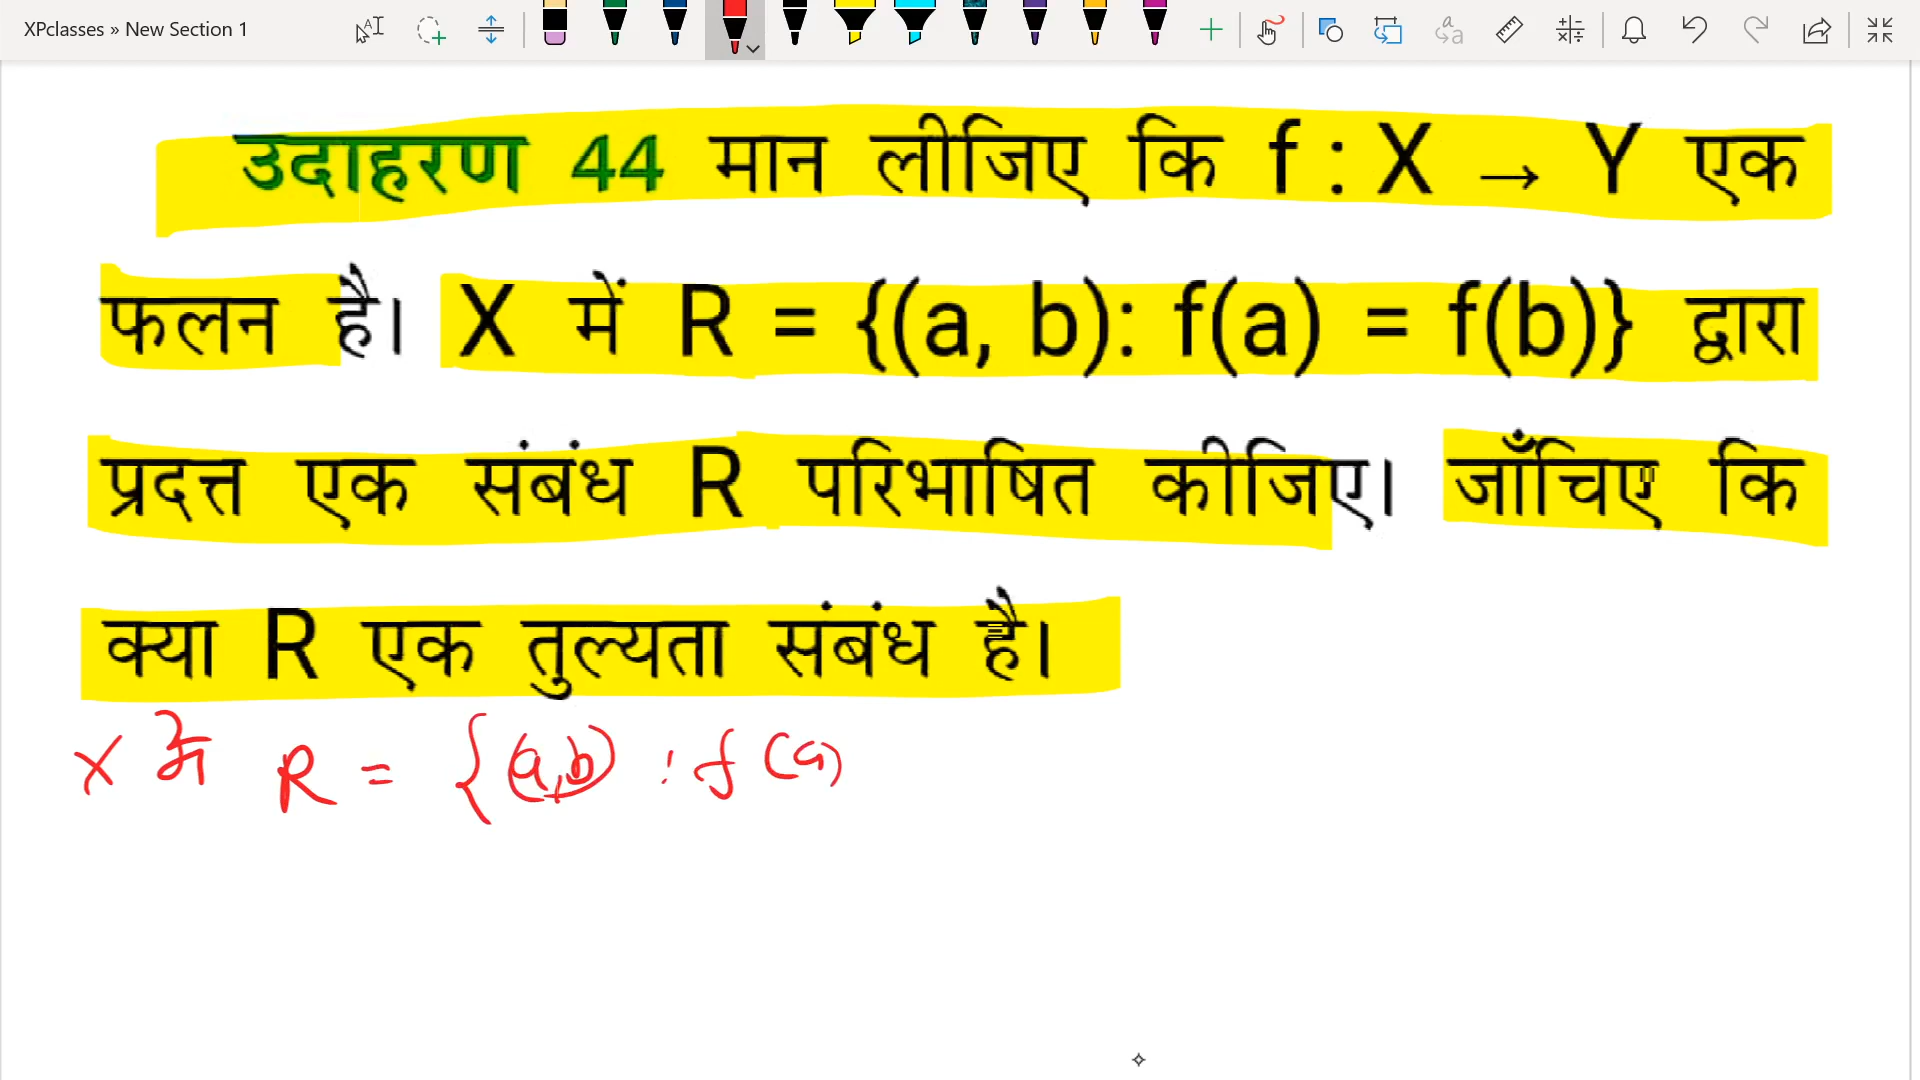 XPclasses » New Section 1
उदाहरण 44 मान लीजिए कि f : X → Y एक
फलन है। X में R = {(a, b): f(a) = f(b)} द्वारा
प्रदत्त एक संबंध R परिभाषित कीजिए। जाँचिए कि
क्या R एक तुल्यता संबंध है।
X में R = {(a,b) : f (a)